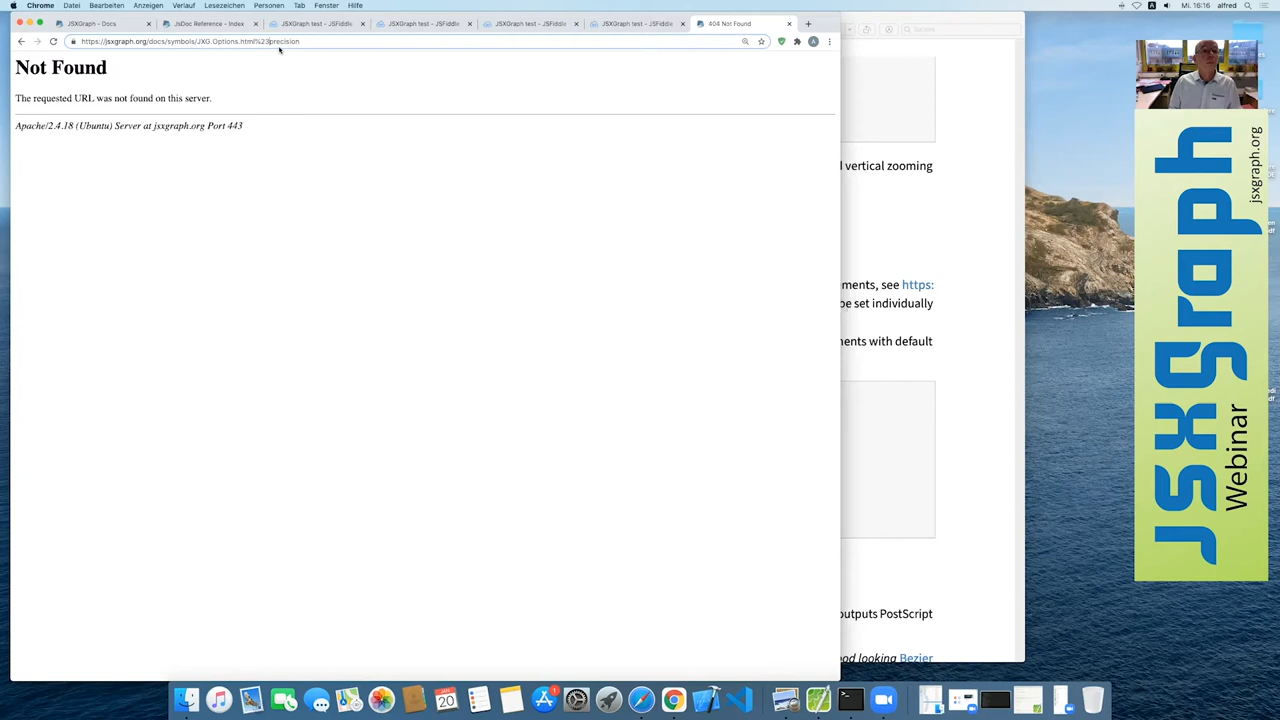 Chrome Datei Bearbeiten Anzeigen Verlauf Lesezeichen Personen Tab Fenster Hilfe
A Mi. 16:16 alfred
JSXGraph - Docs
JsDoc Reference - Index
JSXGraph test - JSFiddle
JSXGraph test - JSFiddle
JSXGraph test - JSFiddle
JSXGraph test - JSFiddle
404 Not Found
https://jsxgraph.org/docs/symbols/JXG.Options.html%23precision
A
Not Found
The requested URL was not found on this server.
Apache/2.4.18 (Ubuntu) Server at jsxgraph.org Port 443
l vertical zooming
ments, see https:
be set individually
nents with default
outputs PostScript
ood looking Bezier
JSXGraph
jsxgraph.org
Webinar
JAN
20
1